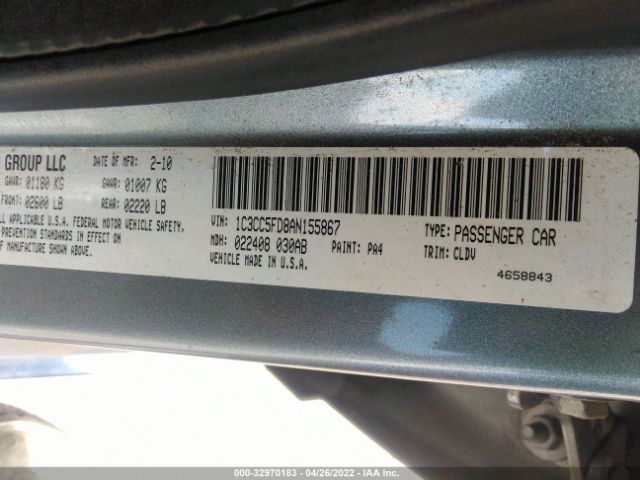 GROUP LLC DATE OF MFR: 2-10
GAWR: 01180 KG GAWR: 01007 KG
FRONT: 02600 LB REAR: 02220 LB
ALL APPLICABLE U.S.A. FEDERAL MOTOR VEHICLE SAFETY,
PREVENTION STANDARDS IN EFFECT ON
MANUFACTURE SHOWN ABOVE.
VIN: 1C3CC5FD8AN155867 TYPE: PASSENGER CAR
MDH: 022408 030AB PAINT: PA4 TRIM: CLDV
VEHICLE MADE IN U.S.A.
4658843
000-32970183 - 04/26/2022 - IAA Inc.